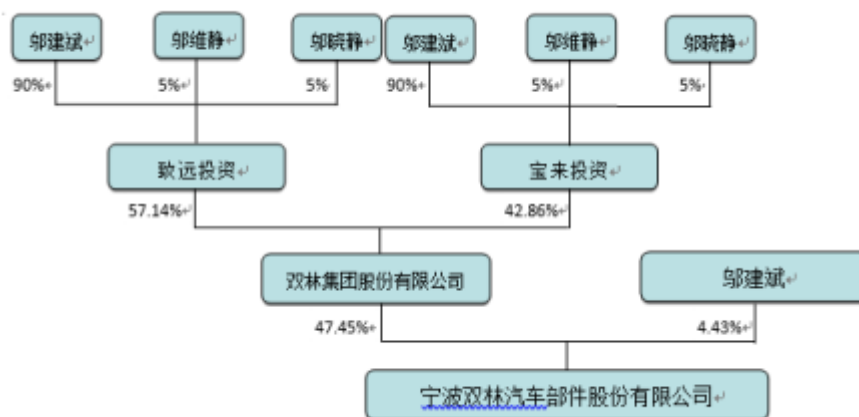 邬建斌 邬维静 邬晓静 邬建斌 邬维静 邬晓静
90% 5% 5% 90% 5% 5%
致远投资 宝来投资
57.14% 42.86%
双林集团股份有限公司 邬建斌
47.45% 4.43%
宁波双林汽车部件股份有限公司